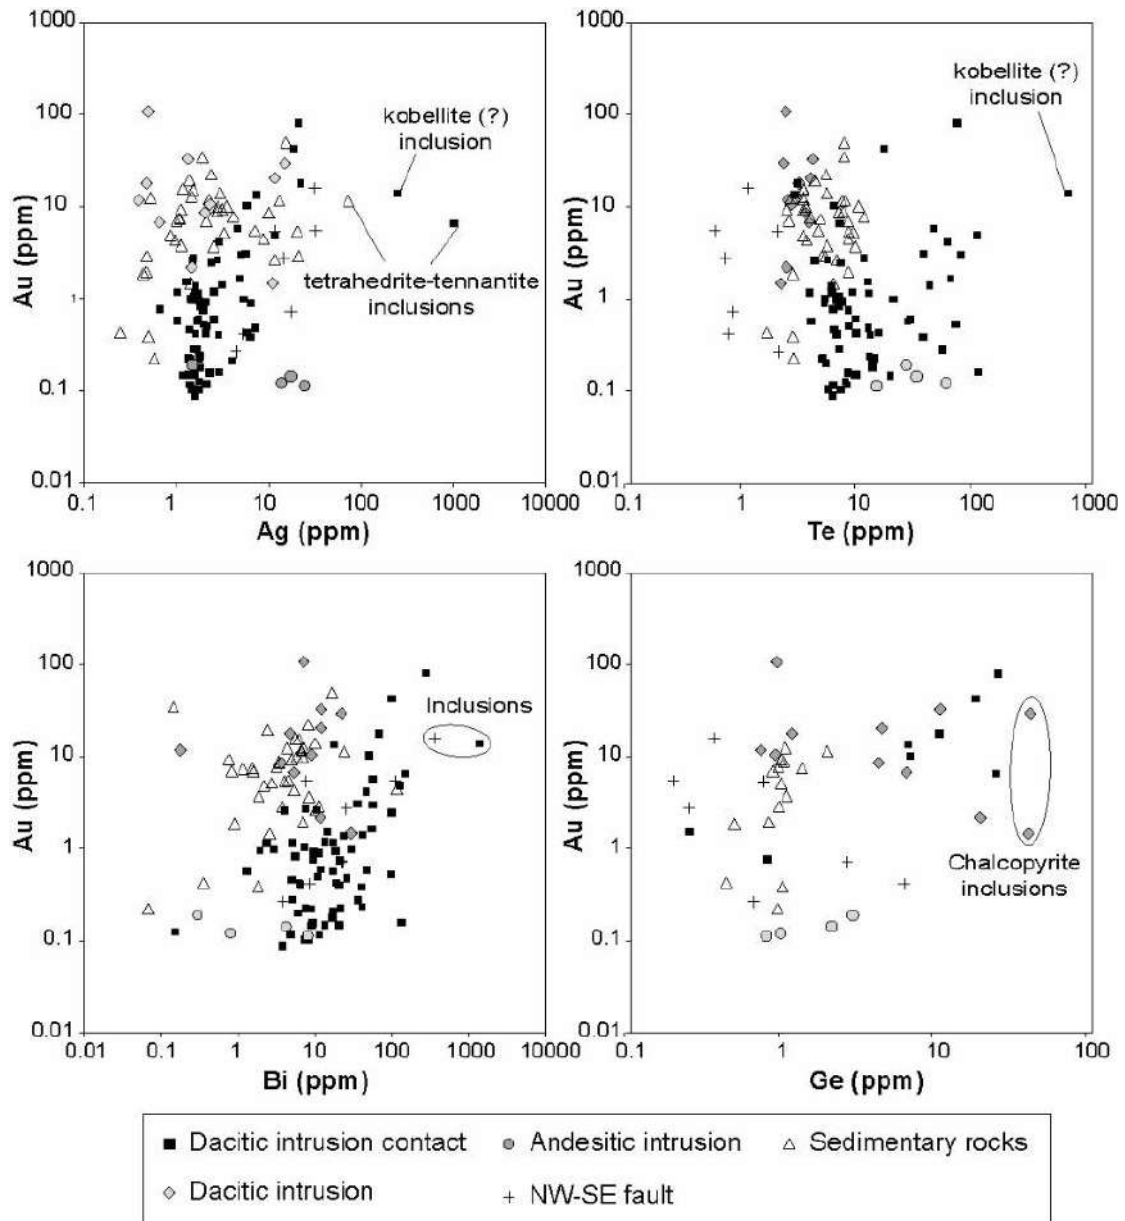 1000
100
10
1
0.1
0.01
Au (ppm)
kobellite (?)
inclusion
tetrahedrite-tennantite
inclusions
0.1 1 10 100 1000 10000
Ag (ppm)
1000
100
10
1
0.1
0.01
Au (ppm)
kobellite (?)
inclusion
0.1 1 10 100 1000
Te (ppm)
1000
100
10
1
0.1
0.01
Au (ppm)
Inclusions
0.01 0.1 1 10 100 1000 10000
Bi (ppm)
1000
100
10
1
0.1
0.01
Au (ppm)
Chalcopyrite
inclusions
0.1 1 10 100
Ge (ppm)
Dacitic intrusion contact Andesitic intrusion Sedimentary rocks
Dacitic intrusion NW-SE fault